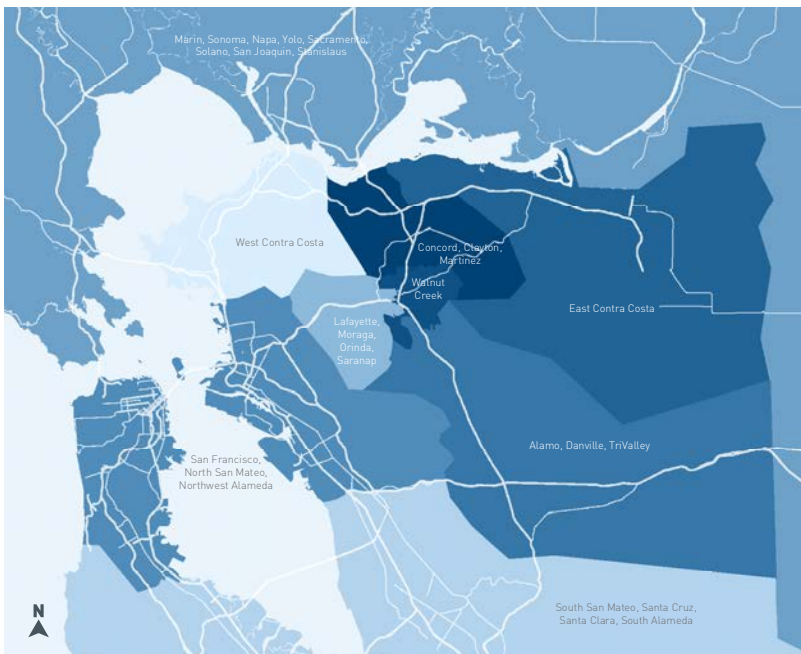 Marin, Sonoma, Napa, Yolo, Sacramento,
Solano, San Joaquin, Stanislaus
West Contra Costa
Concord, Clayton,
Martinez
Walnut
Creek
East Contra Costa
Lafayette,
Moraga,
Orinda,
Saranap
Alamo, Danville, TriValley
San Francisco,
North San Mateo,
Northwest Alameda
South San Mateo, Santa Cruz,
Santa Clara, South Alameda
N